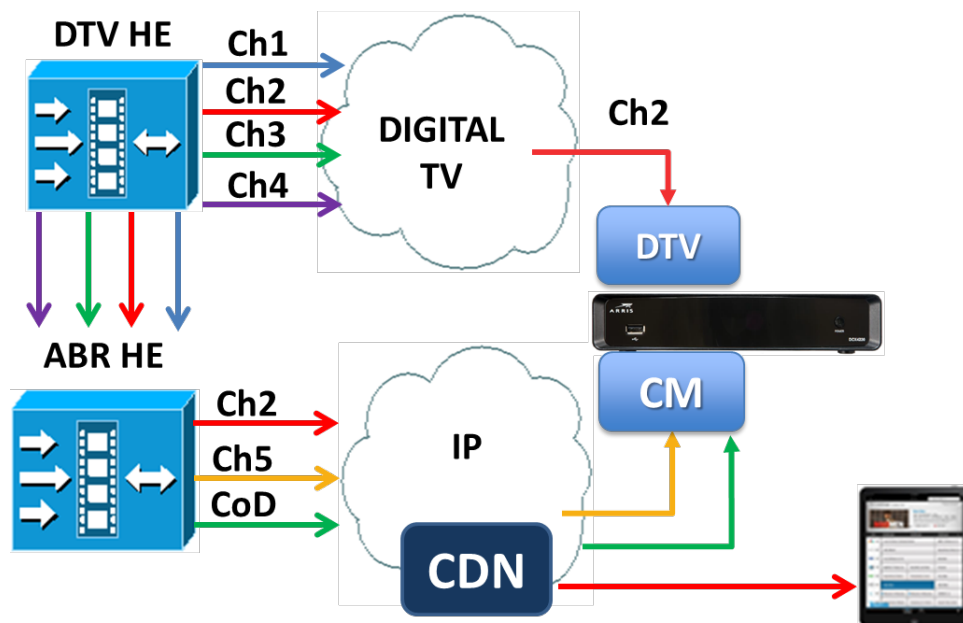 DTV HE
Ch1
Ch2
Ch3
Ch4
DIGITAL
TV
Ch2
DTV
ARRIS
ABR HE
Ch2
Ch5
CoD
IP
CM
CDN